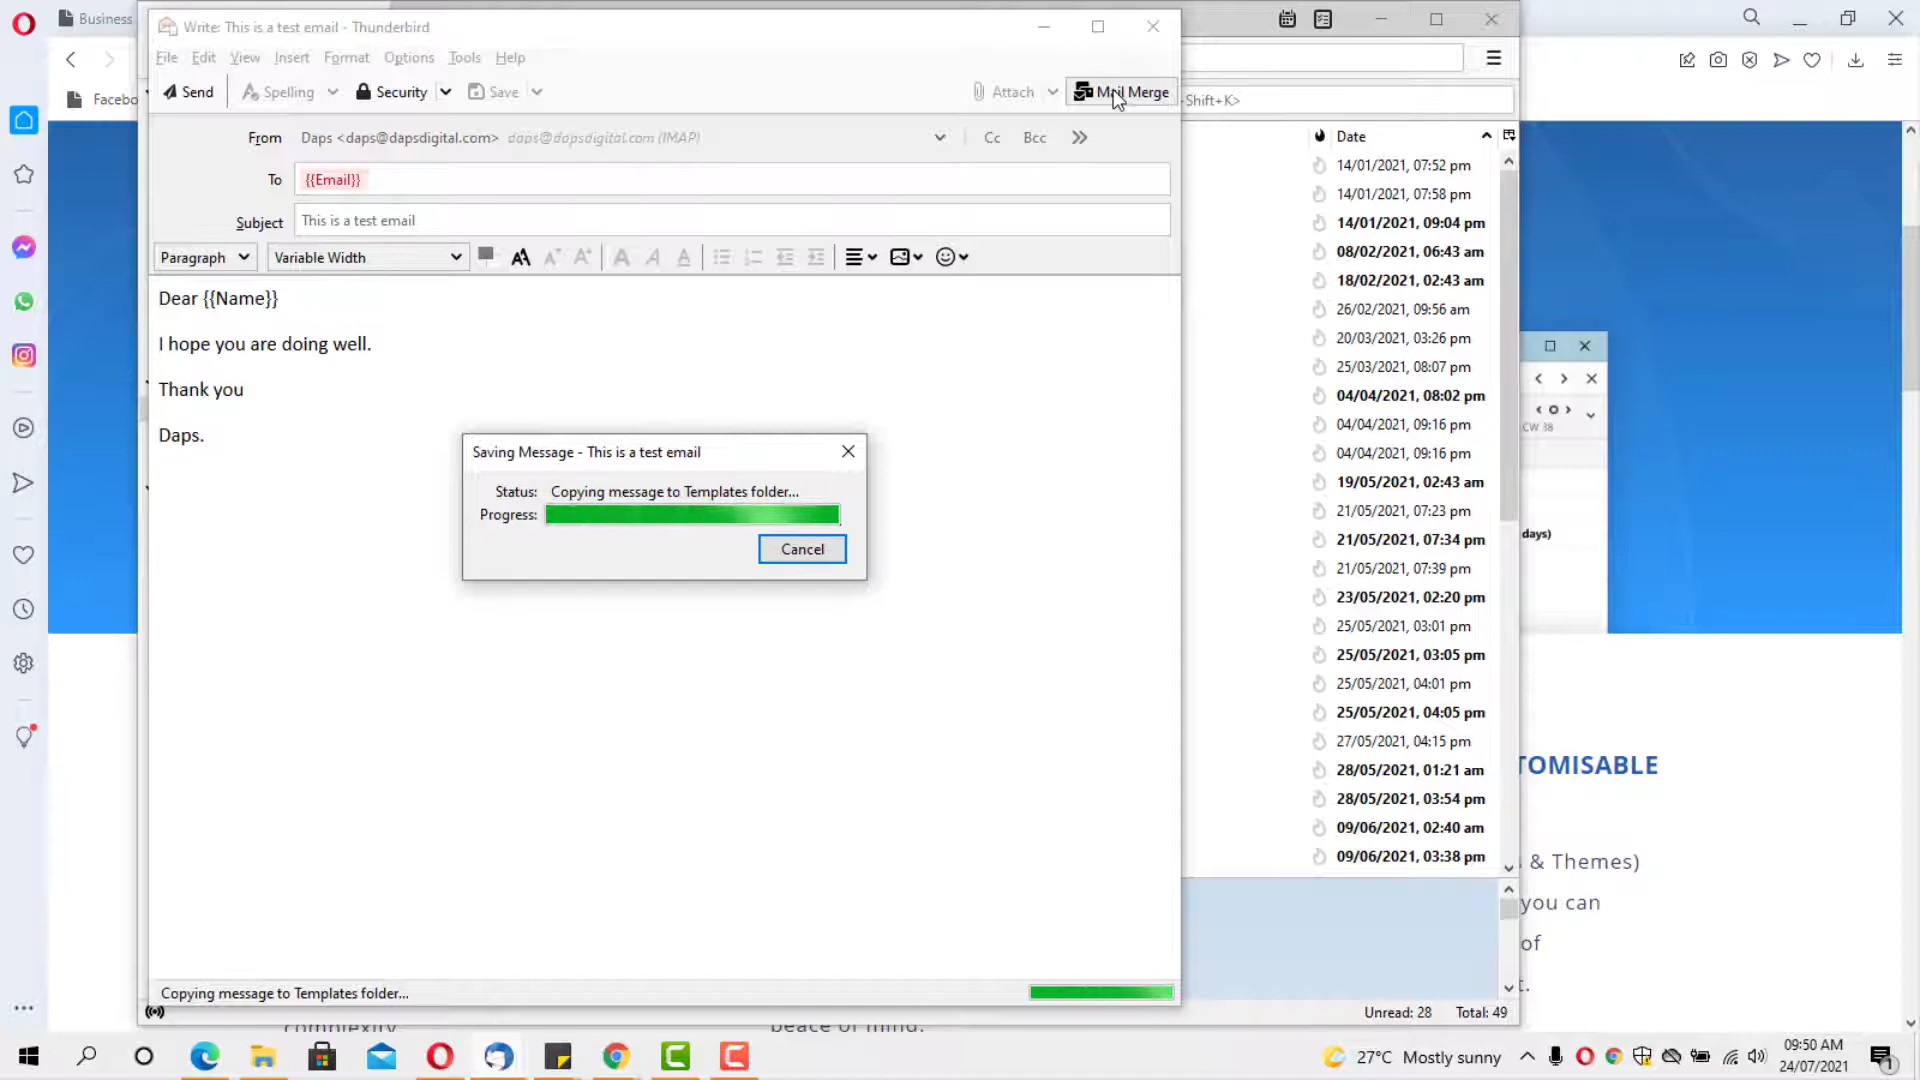 Business
Write: This is a test email - Thunderbird
File Edit View Insert Format Options Tools Help
Send Spelling Security Save Attach Mail Merge
Facebo
-Shift+K>
From Daps <daps@dapsdigital.com> daps@dapsdigital.com (IMAP) Cc Bcc
To {{Email}}
Subject This is a test email
Paragraph Variable Width
Dear {{Name}}
I hope you are doing well.
Thank you
Daps.
Saving Message - This is a test email
Status: Copying message to Templates folder...
Progress:
Cancel
Copying message to Templates folder...
Date
14/01/2021, 07:52 pm
14/01/2021, 07:58 pm
14/01/2021, 09:04 pm
08/02/2021, 06:43 am
18/02/2021, 02:43 am
26/02/2021, 09:56 am
20/03/2021, 03:26 pm
25/03/2021, 08:07 pm
04/04/2021, 08:02 pm
04/04/2021, 09:16 pm
04/04/2021, 09:16 pm
19/05/2021, 02:43 am
21/05/2021, 07:23 pm
21/05/2021, 07:34 pm
21/05/2021, 07:39 pm
23/05/2021, 02:20 pm
25/05/2021, 03:01 pm
25/05/2021, 03:05 pm
25/05/2021, 04:01 pm
25/05/2021, 04:05 pm
27/05/2021, 04:15 pm
28/05/2021, 01:21 am
28/05/2021, 03:54 pm
09/06/2021, 02:40 am
09/06/2021, 03:38 pm
Unread: 28 Total: 49
CW 38
days)
TOMISABLE
& Themes)
you can
of
t.
complexity
peace of mind.
27°C Mostly sunny
09:50 AM
24/07/2021
1